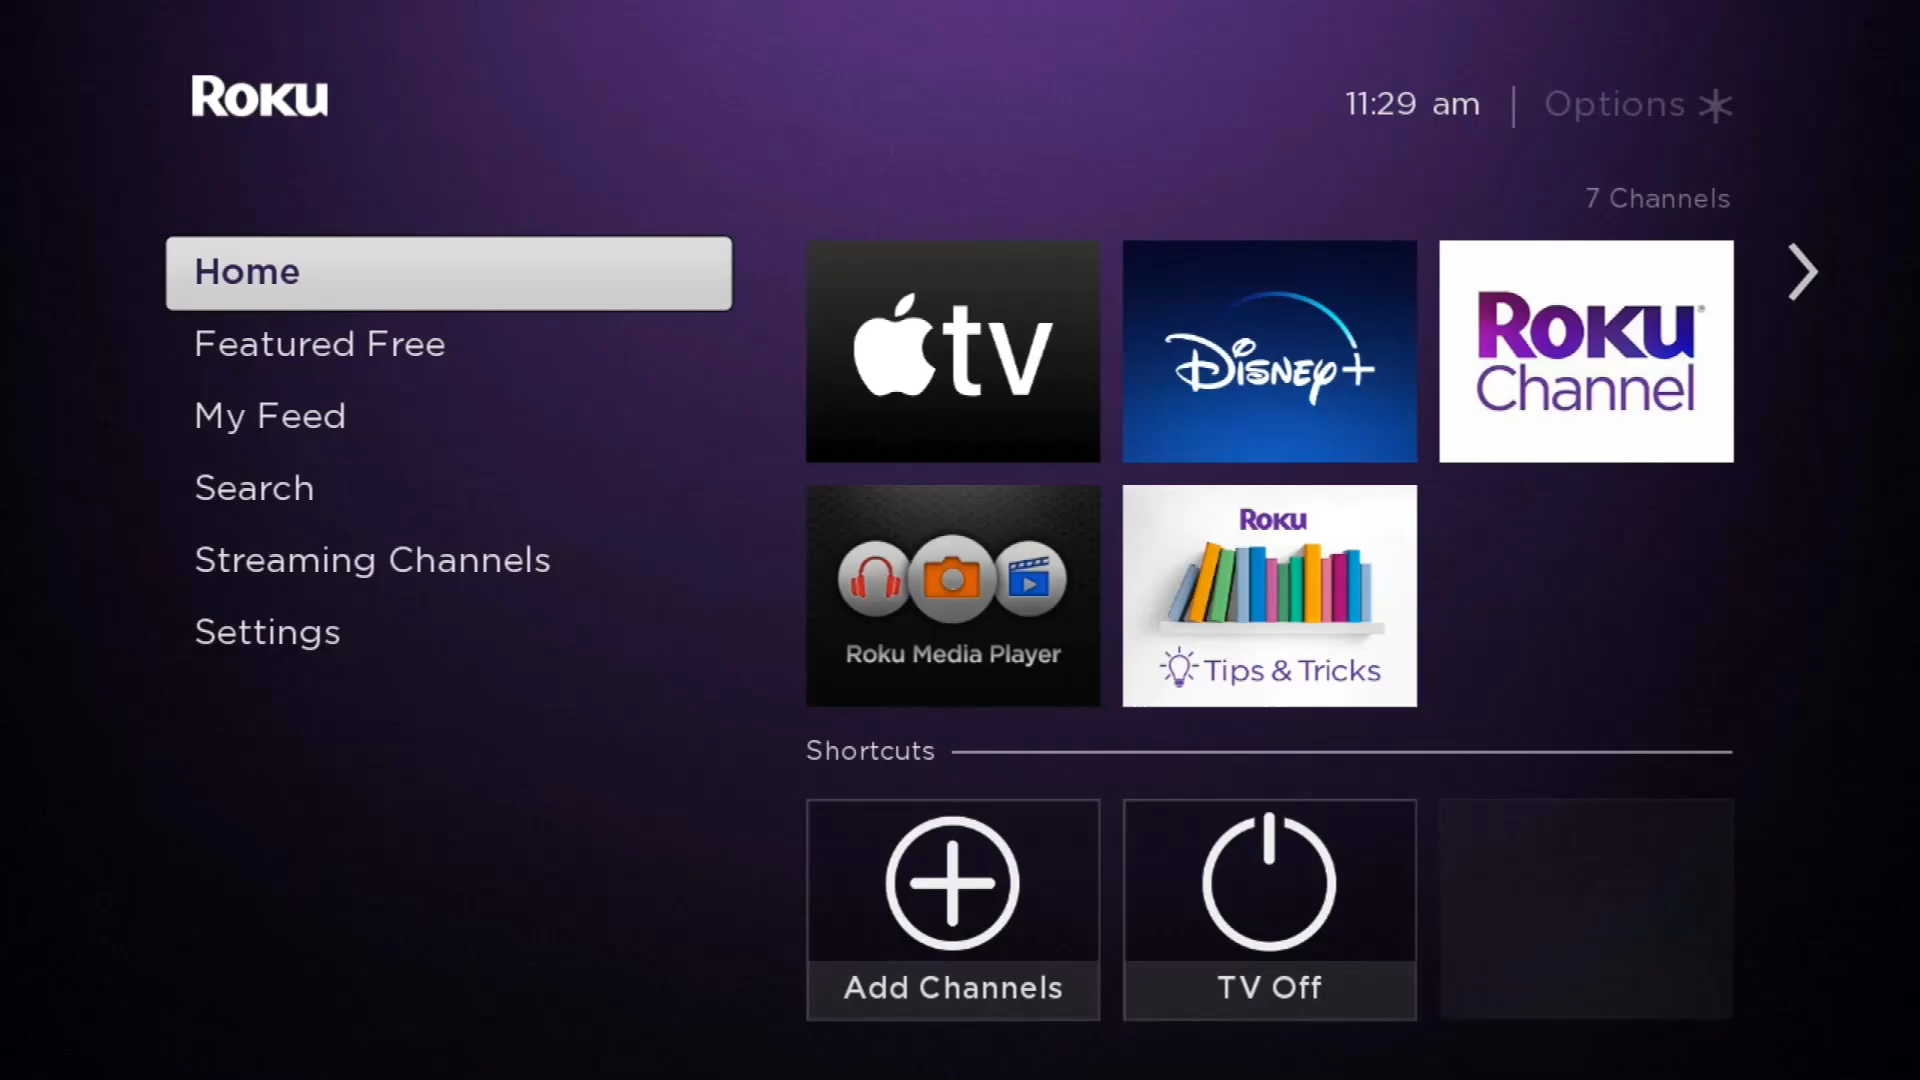 Roku
11:29 am | Options
7 Channels
Home
Featured Free
My Feed
Search
Streaming Channels
Settings
tv
Disney+
Roku
Channel
Roku Media Player
Roku
Tips & Tricks
Shortcuts
Add Channels
TV Off